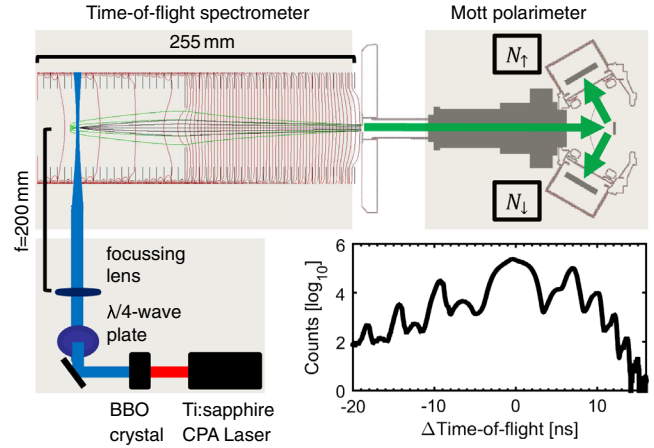 Time-of-flight spectrometer
Mott polarimeter
255 mm
N↑
N↓
f=200 mm
focussing
lens
λ/4-wave
plate
BBO
crystal
Ti:sapphire
CPA Laser
Counts [log10]
6
4
2
0
-20
-10
0
10
ΔTime-of-flight [ns]